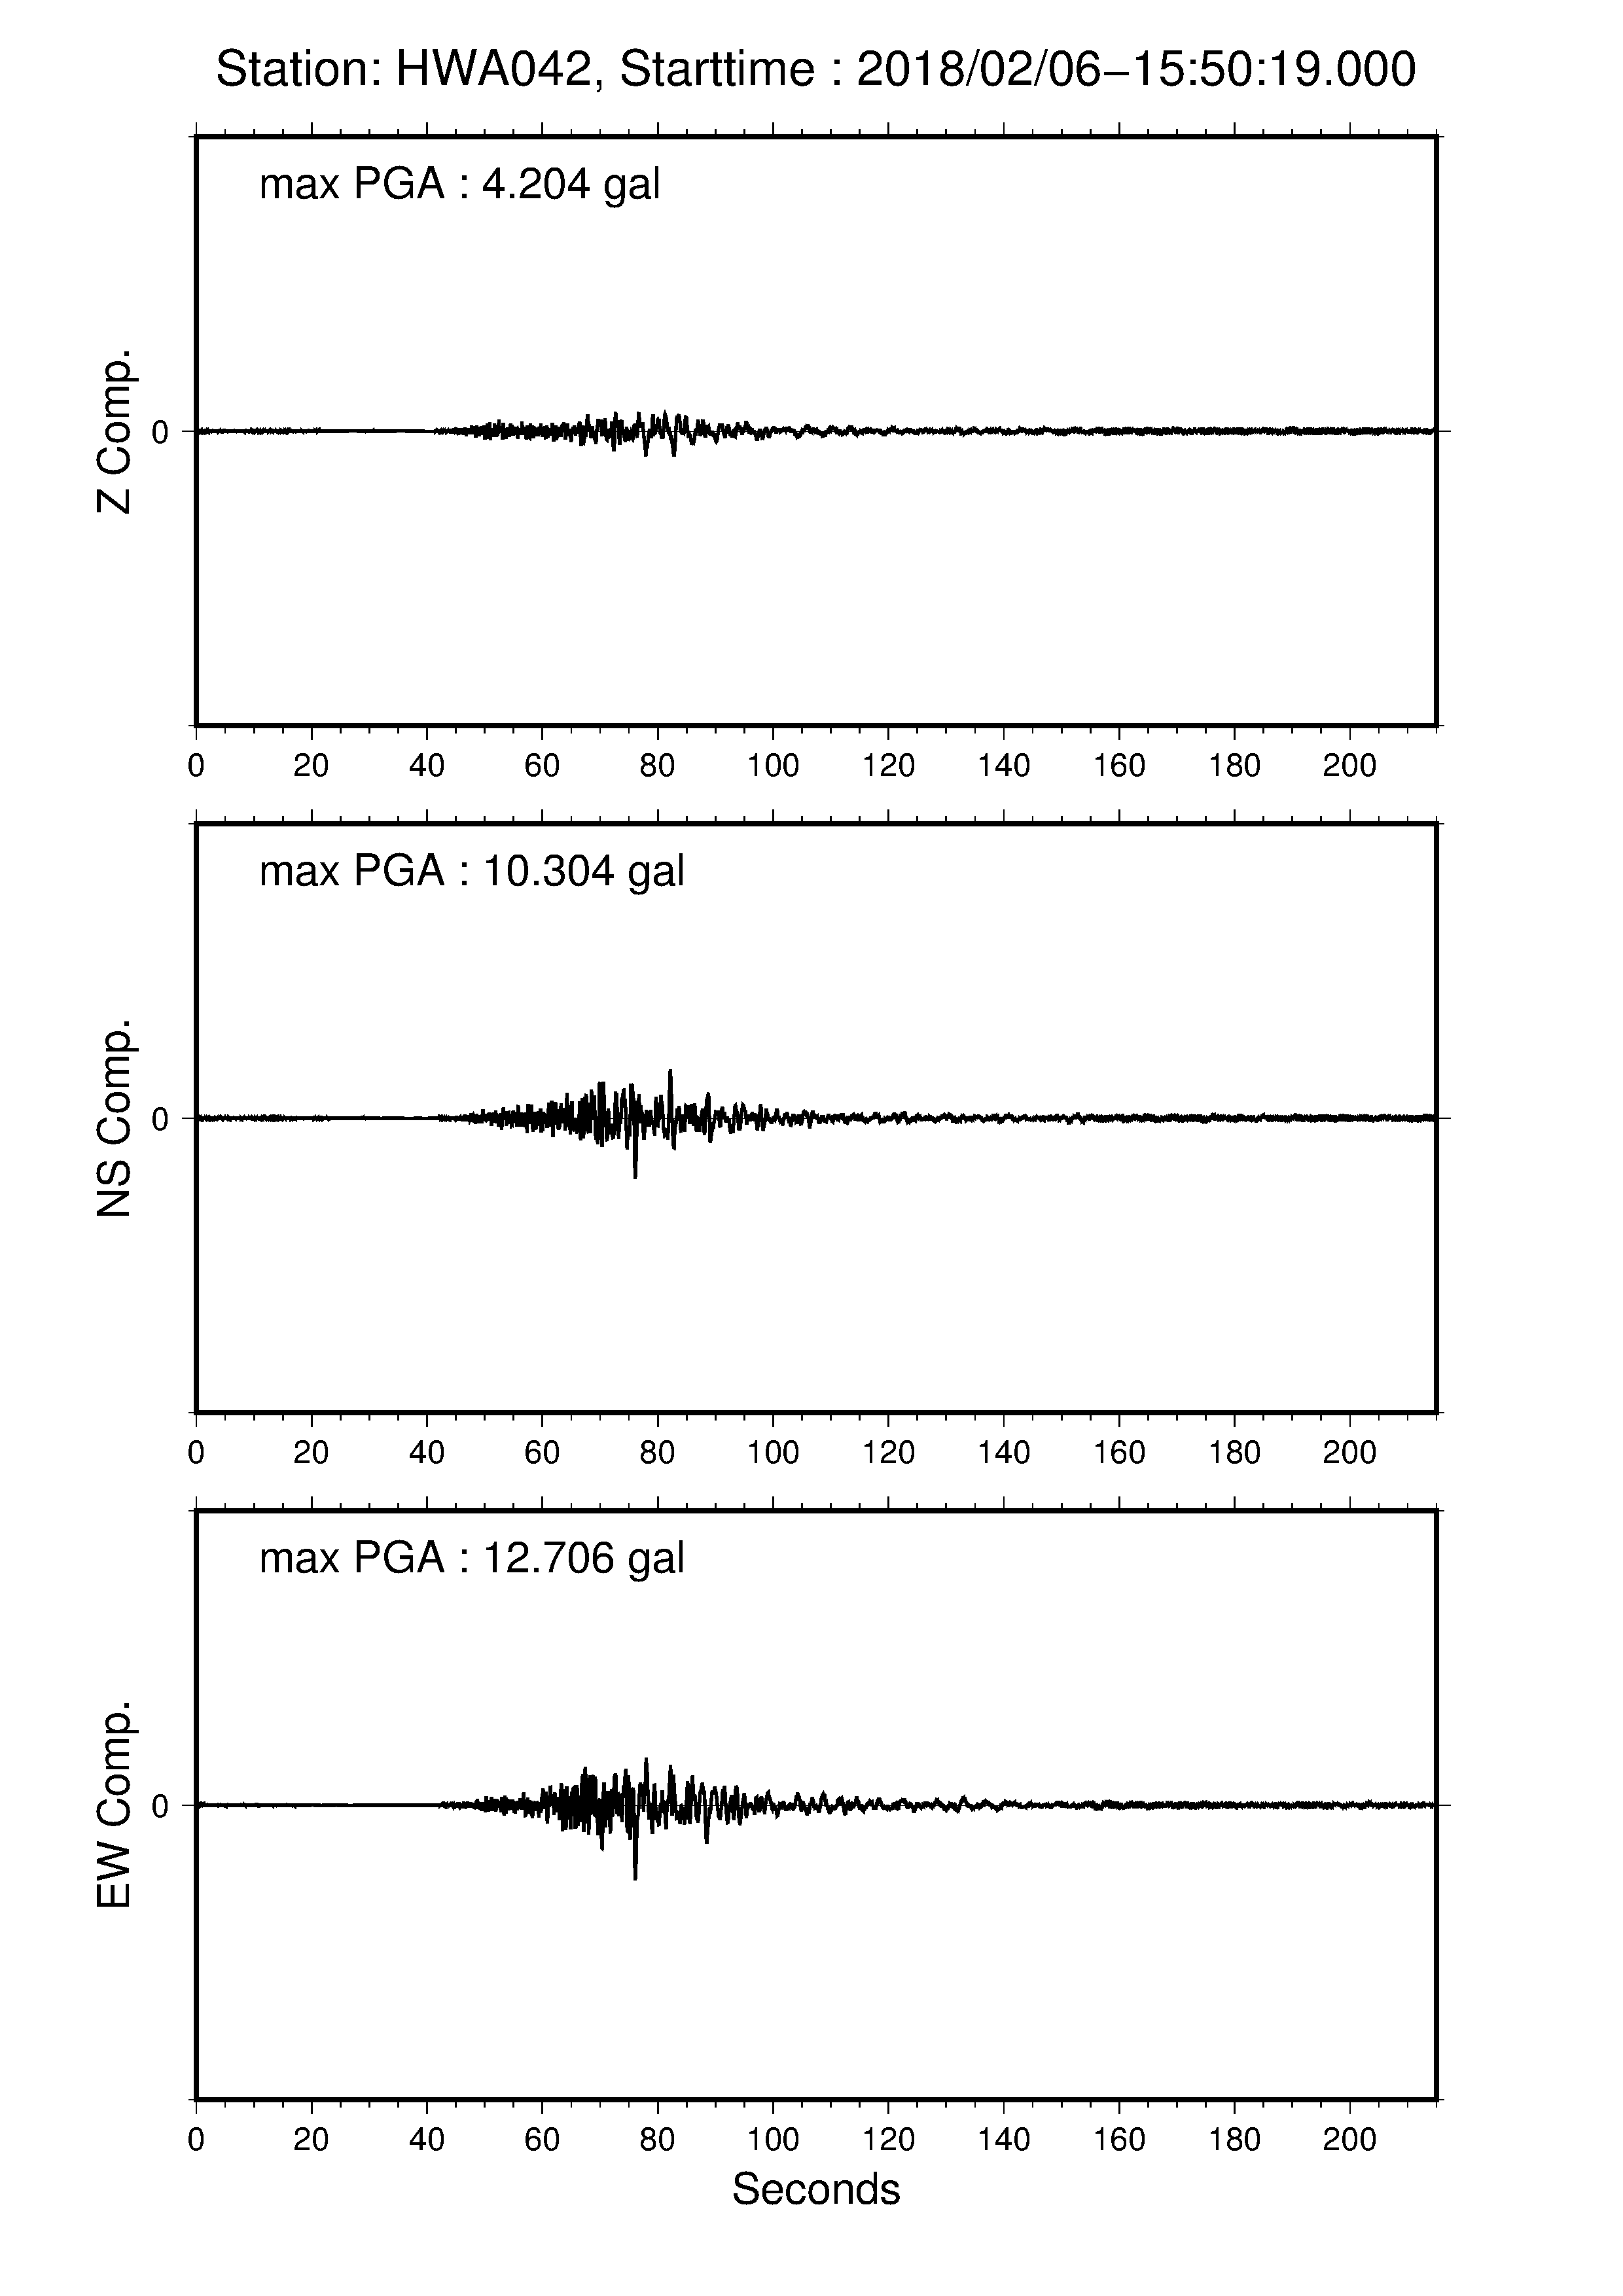 Station: HWA042, Starttime : 2018/02/06−15:50:19.000
max PGA : 4.204 gal
Z Comp.
0
0 20 40 60 80 100 120 140 160 180 200
max PGA : 10.304 gal
NS Comp.
0
0 20 40 60 80 100 120 140 160 180 200
max PGA : 12.706 gal
EW Comp.
0
0 20 40 60 80 100 120 140 160 180 200
Seconds